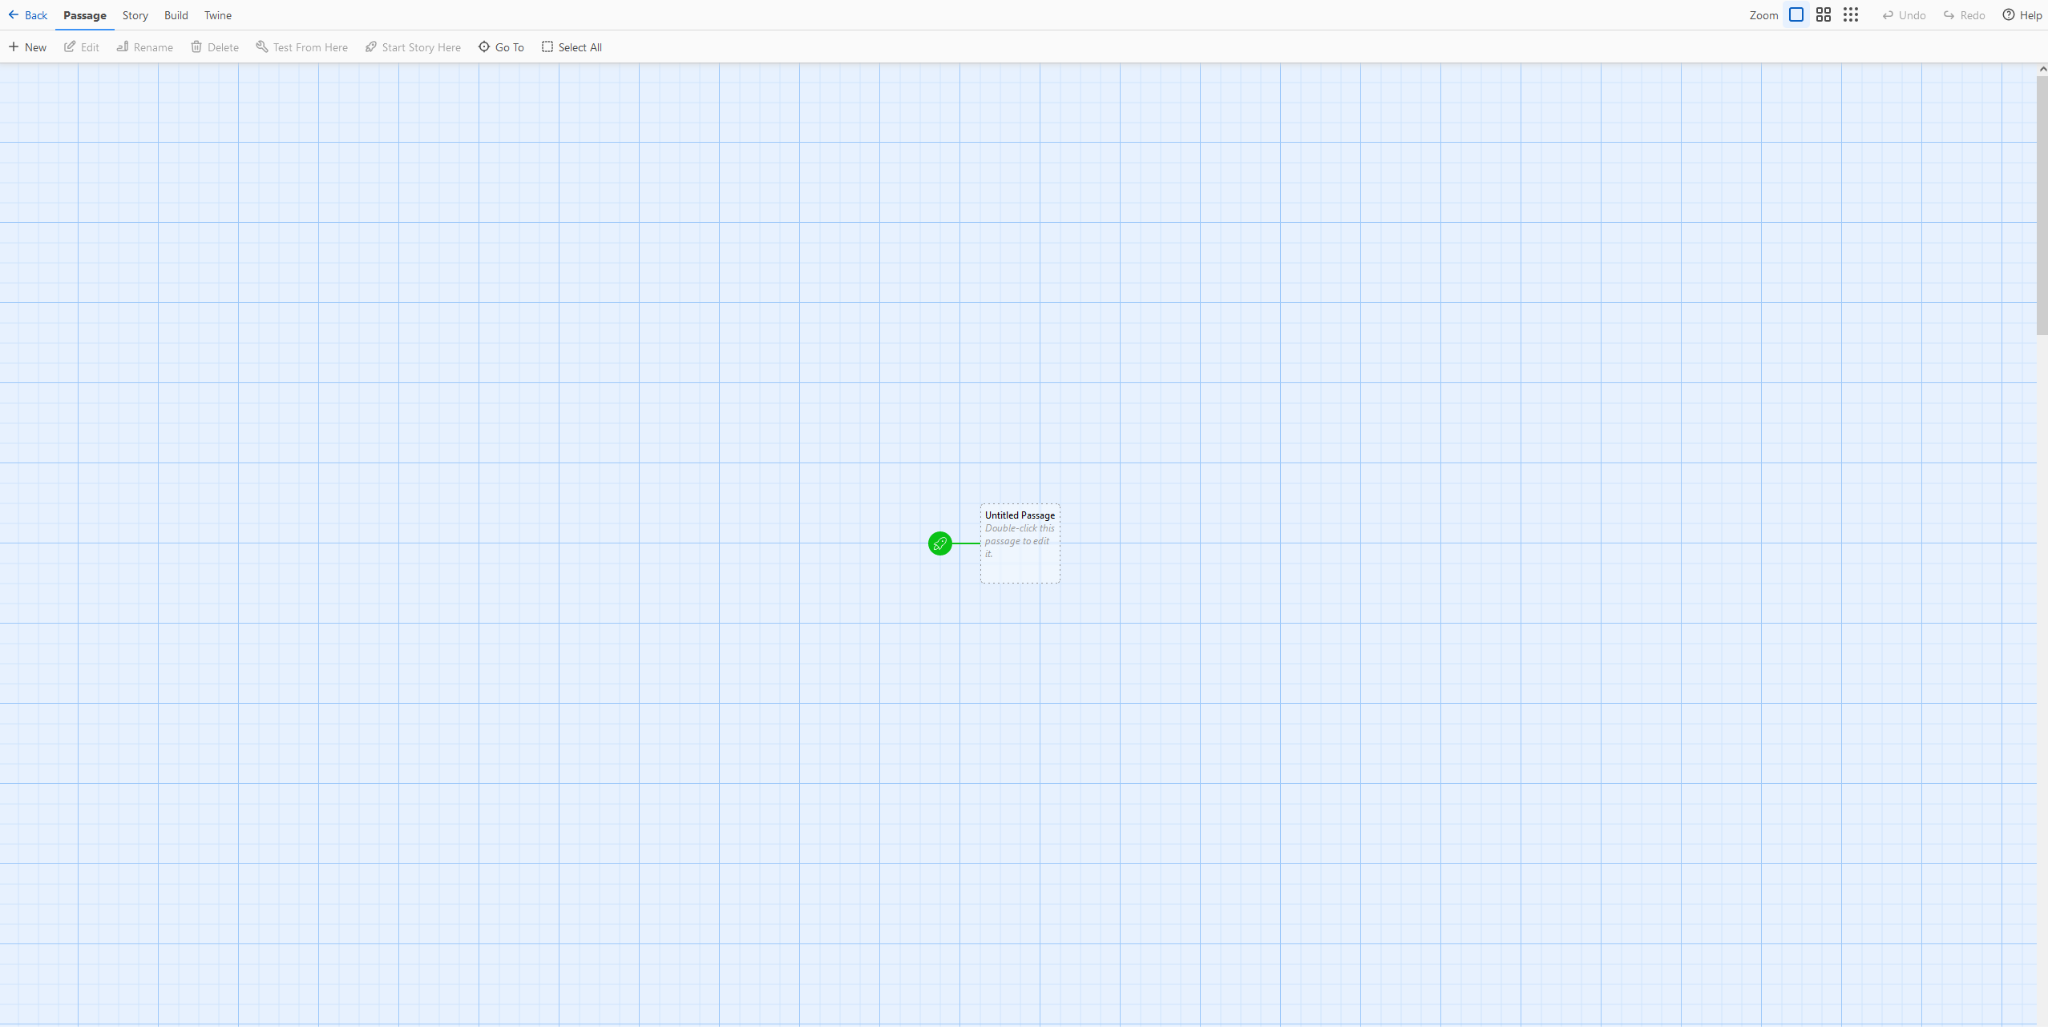 Back Passage Story Build Twine Zoom Undo Redo Help
New Edit Rename Delete Test From Here Start Story Here Go To Select All
Untitled Passage
Double-click this
passage to edit
it.